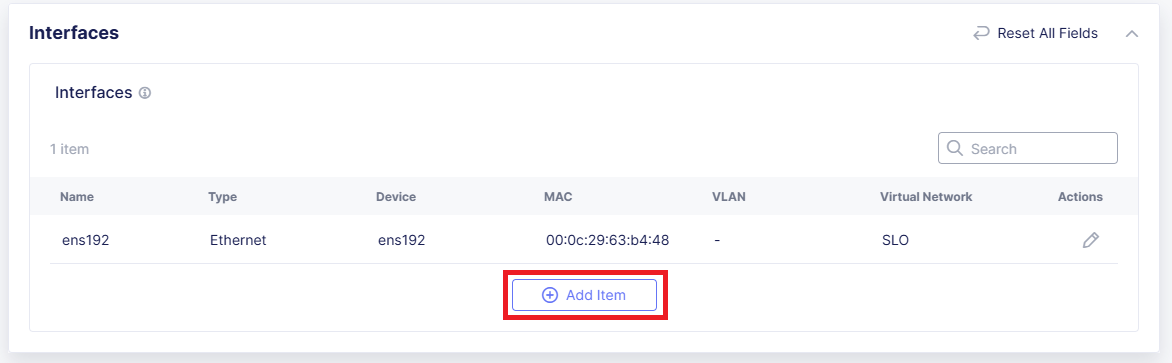 Interfaces
Reset All Fields
Interfaces
1 item
Search
Name Type Device MAC VLAN Virtual Network Actions
ens192 Ethernet ens192 00:0c:29:63:b4:48 - SLO
Add Item